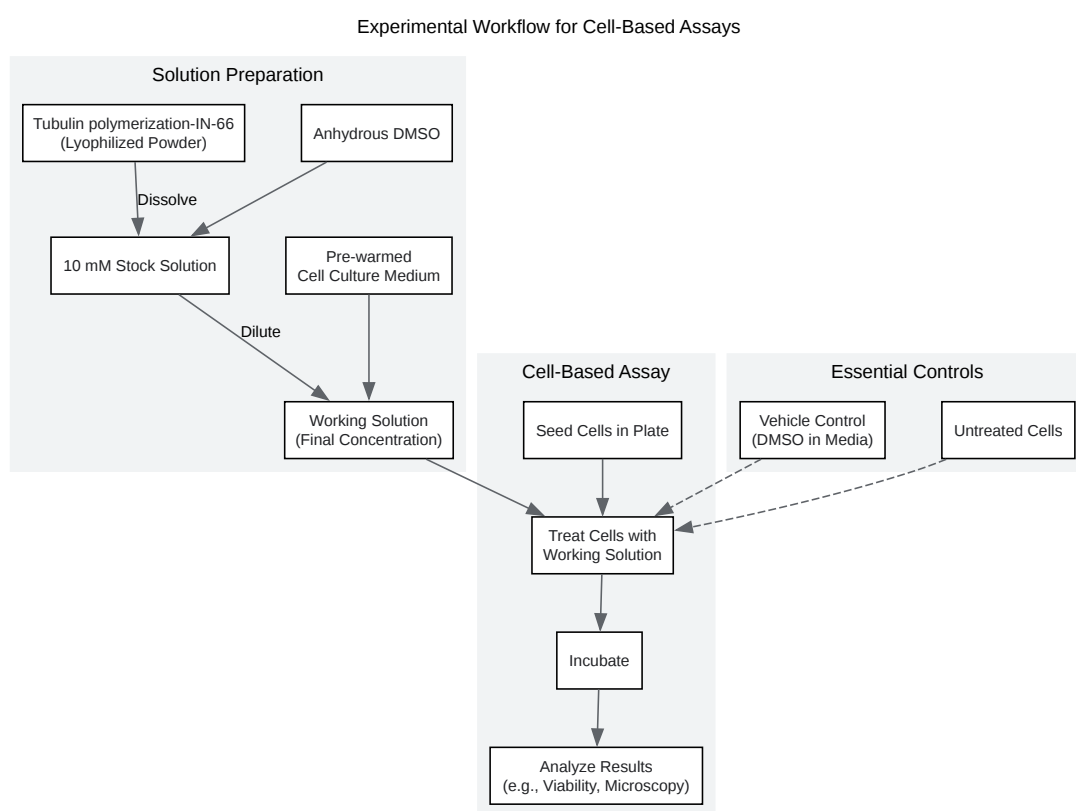 Experimental Workflow for Cell-Based Assays
Solution Preparation
Tubulin polymerization-IN-66
(Lyophilized Powder)
Anhydrous DMSO
Dissolve
10 mM Stock Solution
Pre-warmed
Cell Culture Medium
Dilute
Working Solution
(Final Concentration)
Cell-Based Assay
Seed Cells in Plate
Essential Controls
Vehicle Control
(DMSO in Media)
Untreated Cells
Treat Cells with
Working Solution
Incubate
Analyze Results
(e.g., Viability, Microscopy)